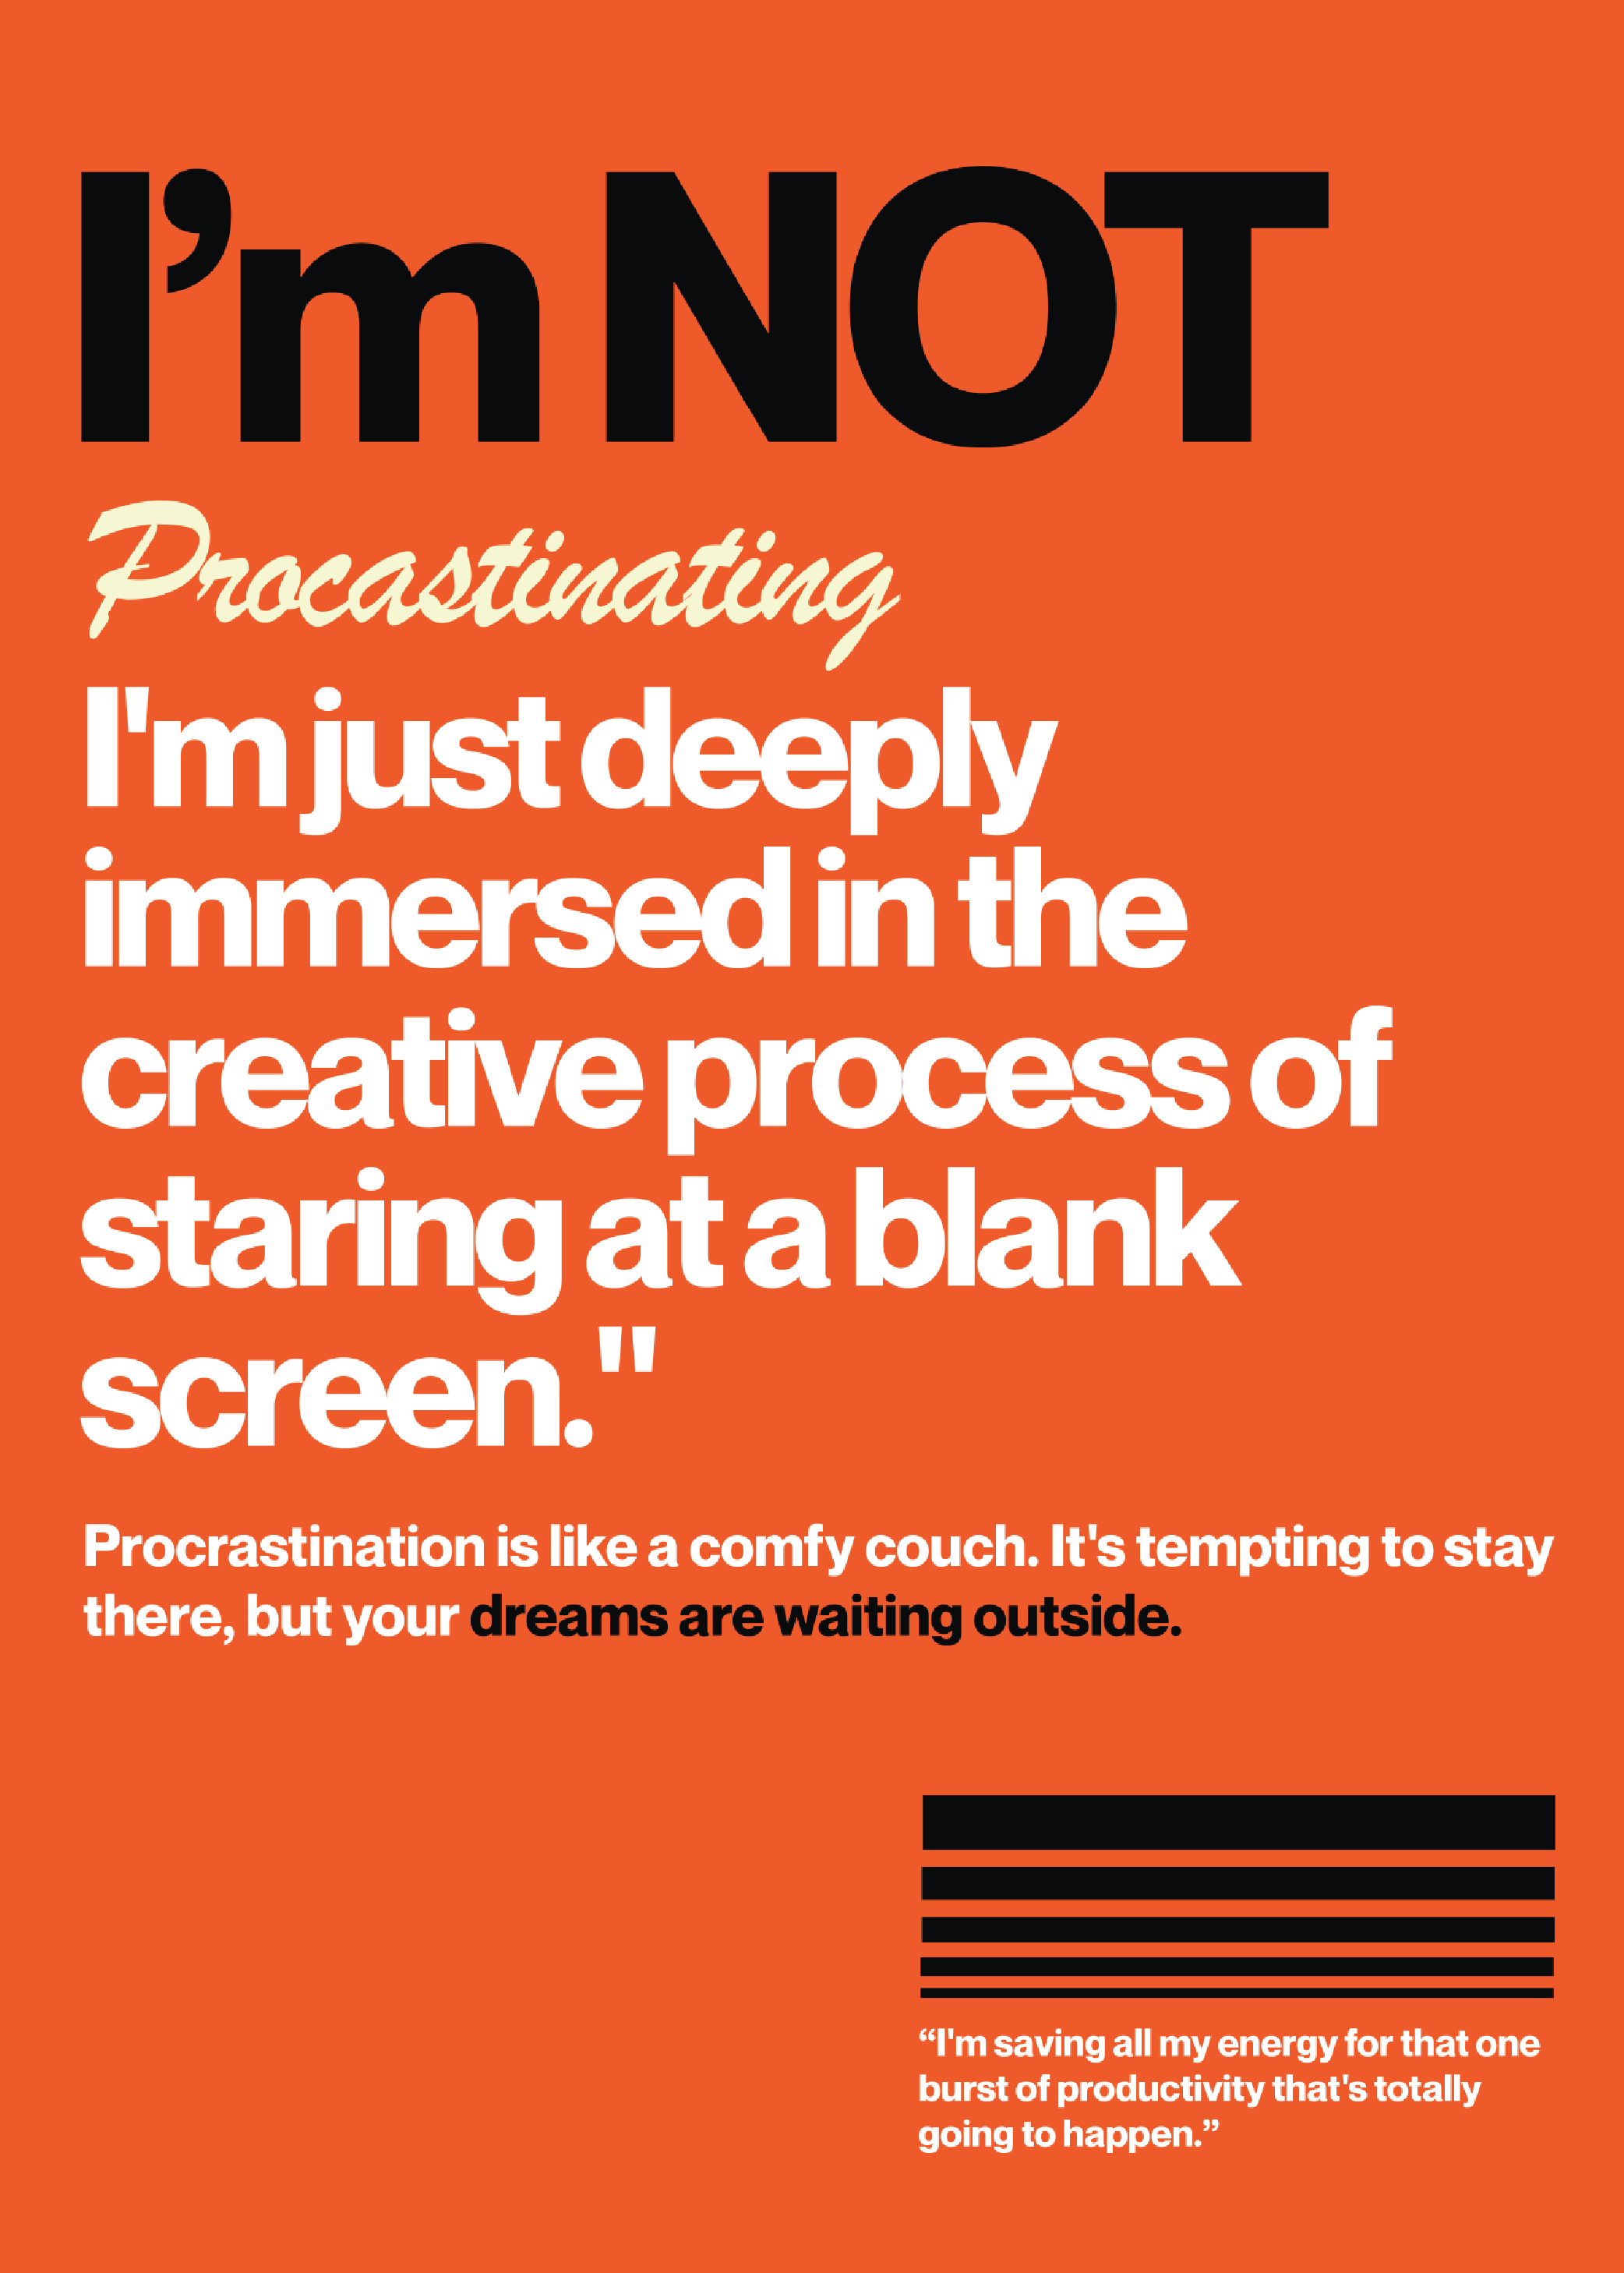 I’m NOT
Procastinating
I'm just deeply
immersed in the
creative process of
staring at a blank
screen."
Procrastination is like a comfy couch. It's tempting to stay
there, but your dreams are waiting outside.
“I'm saving all my energy for that one
burst of productivity that's totally
going to happen.”